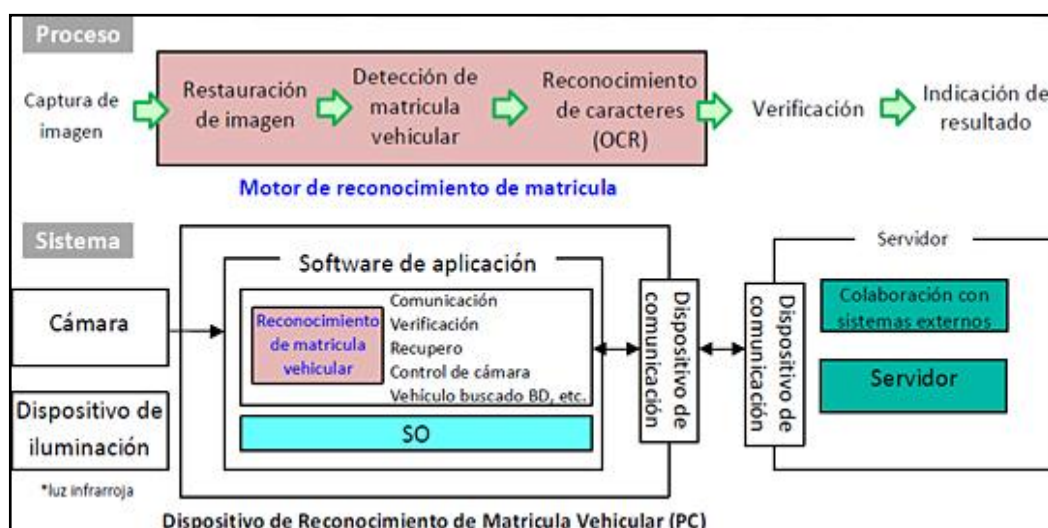 Proceso
Captura de
imagen
Restauración
de imagen
Detección de
matricula
vehicular
Reconocimiento
de caracteres
(OCR)
Verificación
Indicación de
resultado
Motor de reconocimiento de matricula
Sistema
Cámara
Dispositivo de
iluminación
*luz infrarroja
Software de aplicación
Reconocimiento
de matricula
vehicular
Comunicación
Verificación
Recupero
Control de cámara
Vehículo buscado BD, etc.
SO
Dispositivo de
comunicación
Dispositivo de
comunicación
Servidor
Colaboración con
sistemas externos
Servidor
Dispositivo de Reconocimiento de Matricula Vehicular (PC)